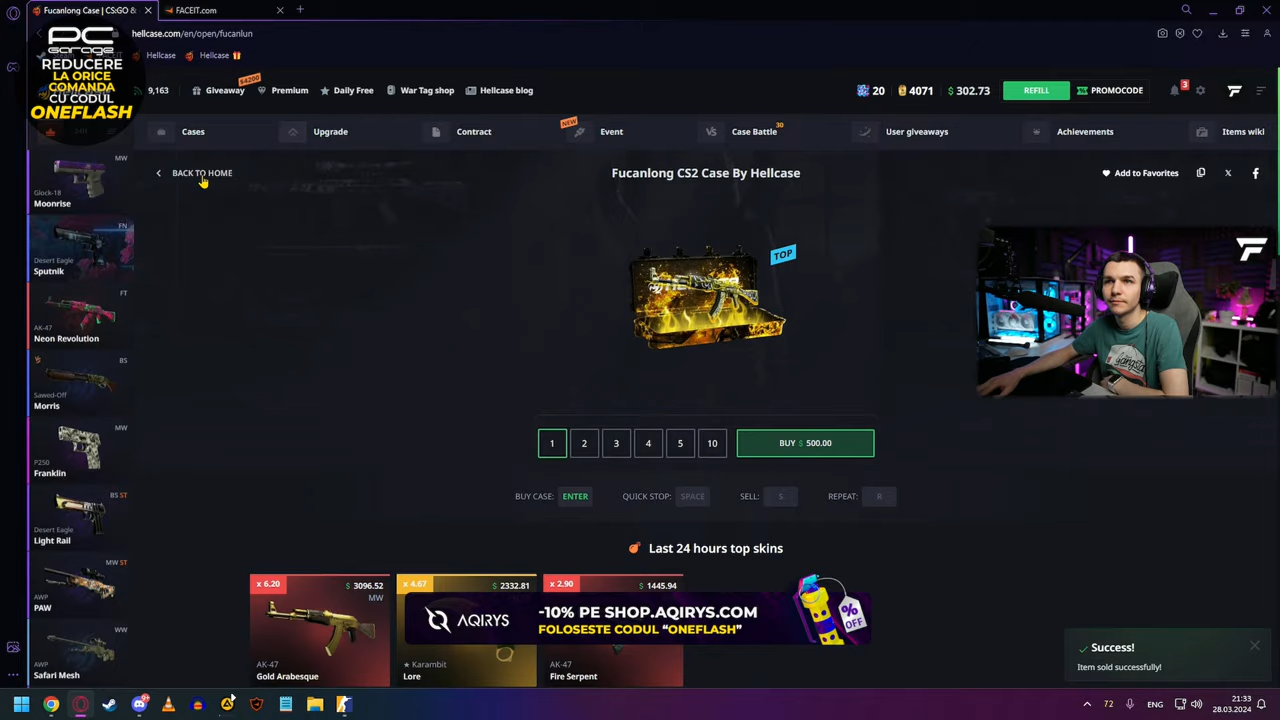 Fucanlong Case | CS:GO &
FACEIT.com
hellcase.com/en/open/fucanlun
Hellcase
Hellcase
PC
garage
REDUCERE
LA ORICE
COMANDA
CU CODUL
ONEFLASH
9,163
Giveaway
$4200
Premium
Daily Free
War Tag shop
Hellcase blog
20
4071
$ 302.73
REFILL
PROMOCODE
3
Cases
Upgrade
Contract
NEW
Event
Case Battle
30
User giveaways
Achievements
Items wiki
BACK TO HOME
Fucanlong CS2 Case By Hellcase
Add to Favorites
TOP
MW
Glock-18
Moonrise
FN
Desert Eagle
Sputnik
FT
AK-47
Neon Revolution
BS
Sawed-Off
Morris
MW
P250
Franklin
BS ST
Desert Eagle
Light Rail
MW ST
AWP
PAW
WW
AWP
Safari Mesh
1
2
3
4
5
10
BUY $ 500.00
BUY CASE: ENTER
QUICK STOP: SPACE
SELL: S
REPEAT: R
Last 24 hours top skins
x 6.20
$ 3096.52
MW
AK-47
Gold Arabesque
x 4.67
$ 2332.81
★ Karambit
Lore
x 2.90
$ 1445.94
AK-47
Fire Serpent
AQIRYS
-10% PE SHOP.AQIRYS.COM
FOLOSESTE CODUL “ONEFLASH”
%
OFF
Success!
Item sold successfully!
72
ENG
21:33
28.03.2024